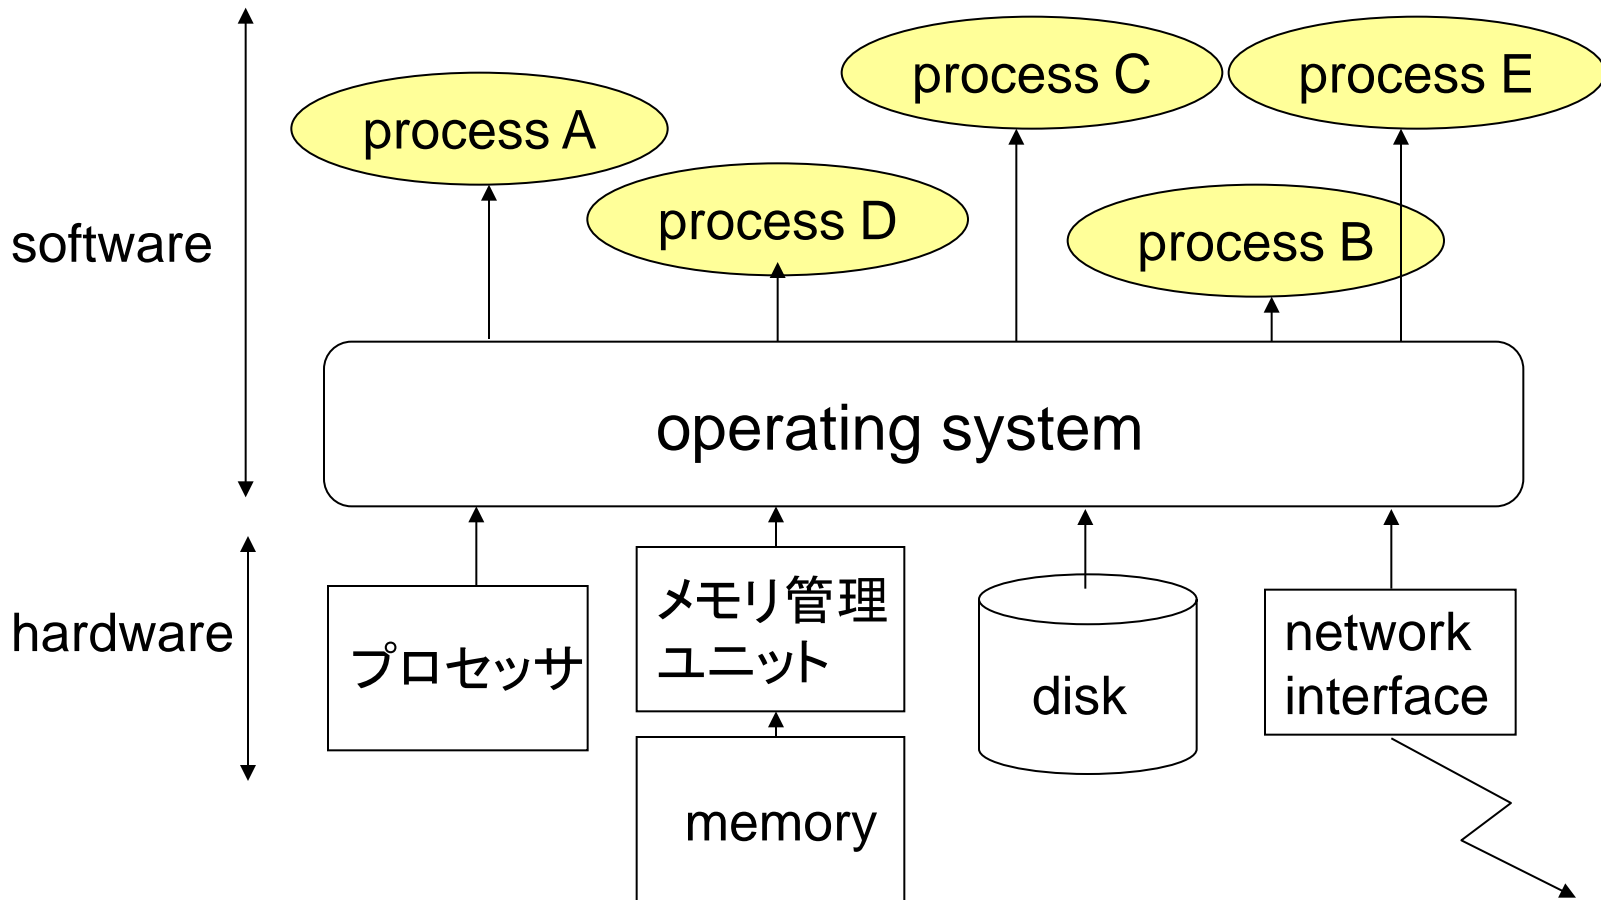 process C
process E
process A
process D
process B
software
operating system
hardware
プロセッサ
メモリ管理
ユニット
disk
network
interface
memory